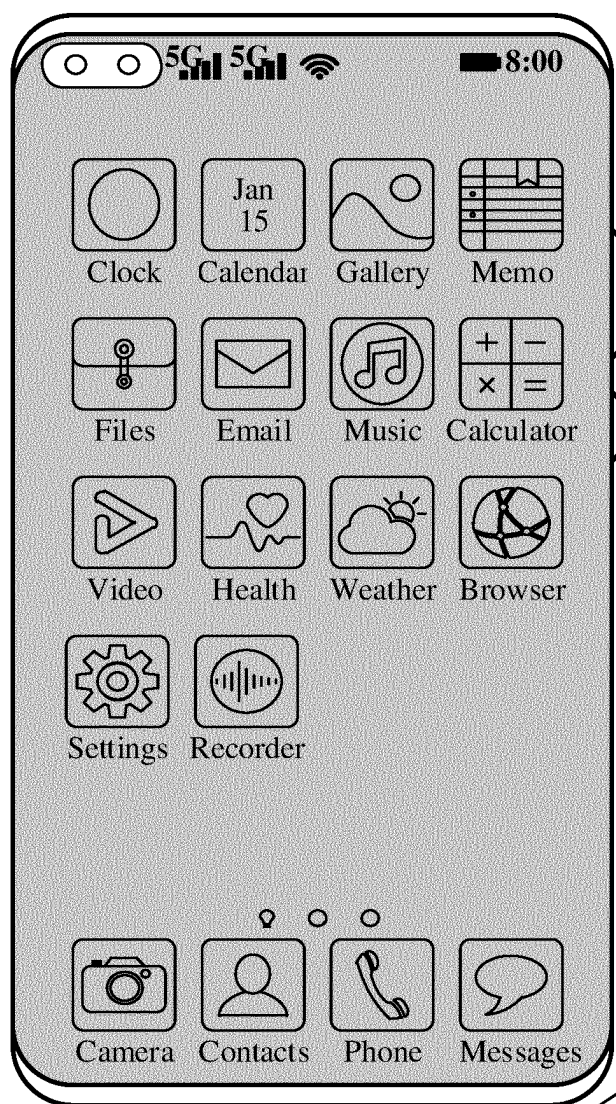 5G 5G 8:00
Jan
15
Clock Calendar Gallery Memo
Files Email Music Calculator
Video Health Weather Browser
Settings Recorder
Camera Contacts Phone Messages